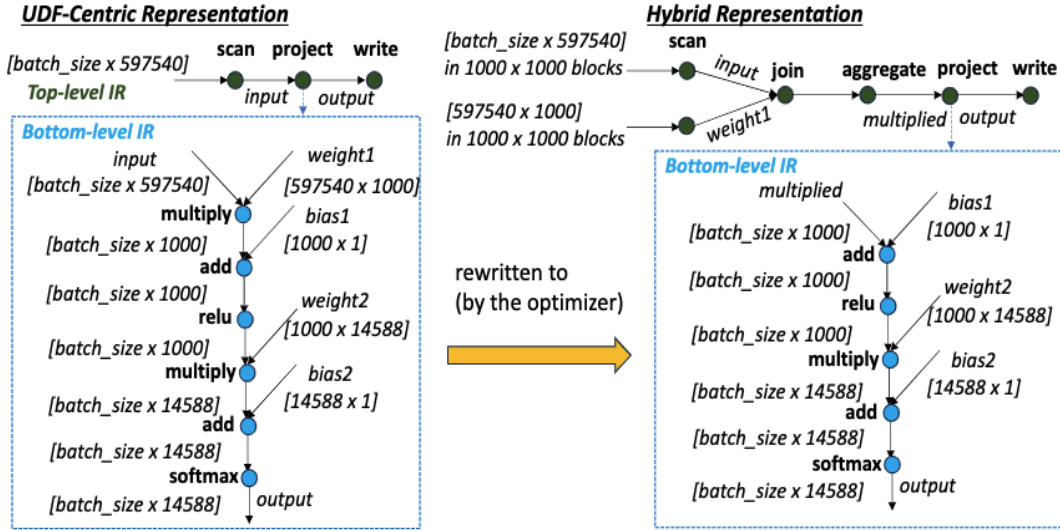 UDF-Centric Representation
scan project write
[batch_size x 597540]
Top-level IR
input output
Bottom-level IR
input
weight1
[batch_size x 597540]
[597540 x 1000]
multiply
bias1
[batch_size x 1000]
[1000 x 1]
add
[batch_size x 1000]
weight2
relu
[1000 x 14588]
[batch_size x 1000]
multiply
bias2
[batch_size x 14588]
[14588 x 1]
add
[batch_size x 14588]
softmax
[batch_size x 14588]
output
rewritten to
(by the optimizer)
Hybrid Representation
[batch_size x 597540]
in 1000 x 1000 blocks
scan
input
join
aggregate
project
write
[597540 x 1000]
in 1000 x 1000 blocks
weight1
multiplied
output
Bottom-level IR
multiplied
bias1
[batch_size x 1000]
[1000 x 1]
add
[batch_size x 1000]
weight2
relu
[1000 x 14588]
[batch_size x 1000]
multiply
bias2
[batch_size x 14588]
[14588 x 1]
add
[batch_size x 14588]
softmax
[batch_size x 14588]
output